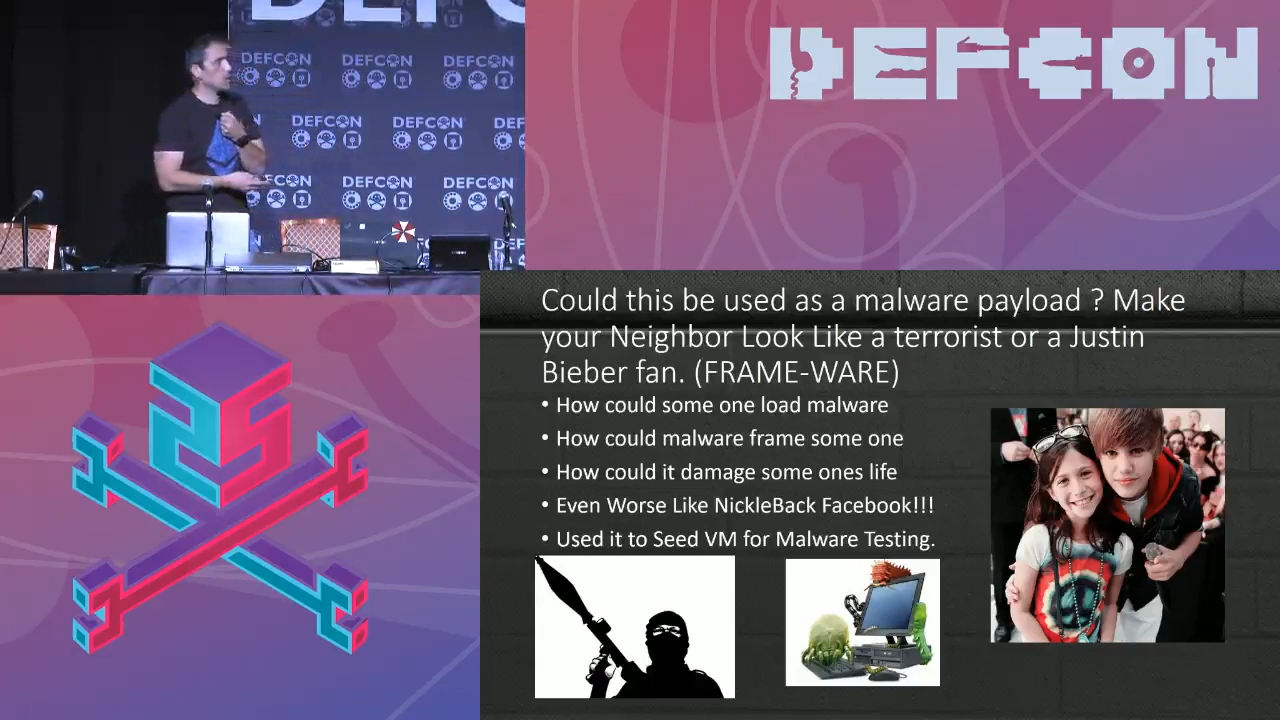 DEFCON
DEFCON
DEFCON
DEFCON
DEFCON
DEFCON
DEFCON
DEFCON
DEFCON
Could this be used as a malware payload ? Make
your Neighbor Look Like a terrorist or a Justin
Bieber fan. (FRAME-WARE)
• How could some one load malware
• How could malware frame some one
• How could it damage some ones life
• Even Worse Like NickleBack Facebook!!!
• Used it to Seed VM for Malware Testing.